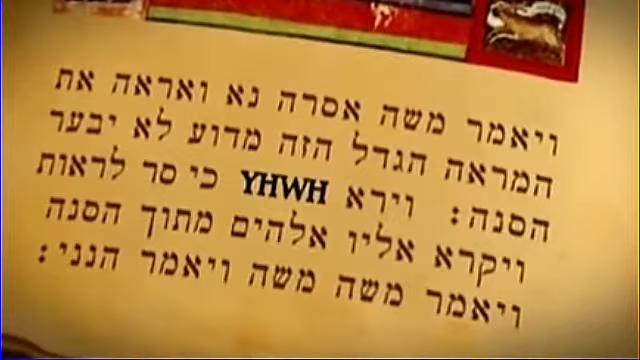 ויאמר משה אסרה נא ואראה את
המראה הגדל הזה מדוע לא יבער
הסנה: וירא YHWH כי סר לראות
ויקרא אליו אלהים מתוך הסנה
ויאמר משה משה ויאמר הנני: